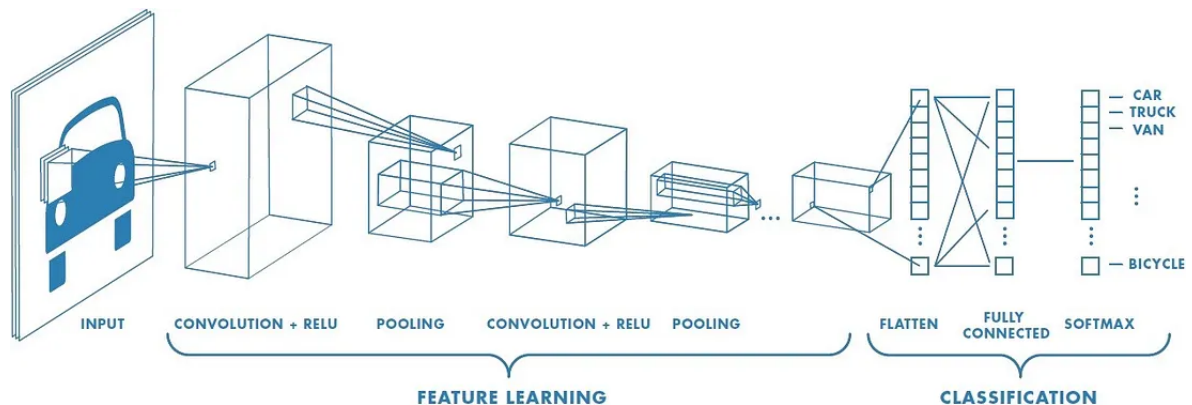 CAR
TRUCK
VAN
BICYCLE
INPUT
CONVOLUTION + RELU
POOLING
CONVOLUTION + RELU
POOLING
FLATTEN
FULLY
CONNECTED
SOFTMAX
FEATURE LEARNING
CLASSIFICATION